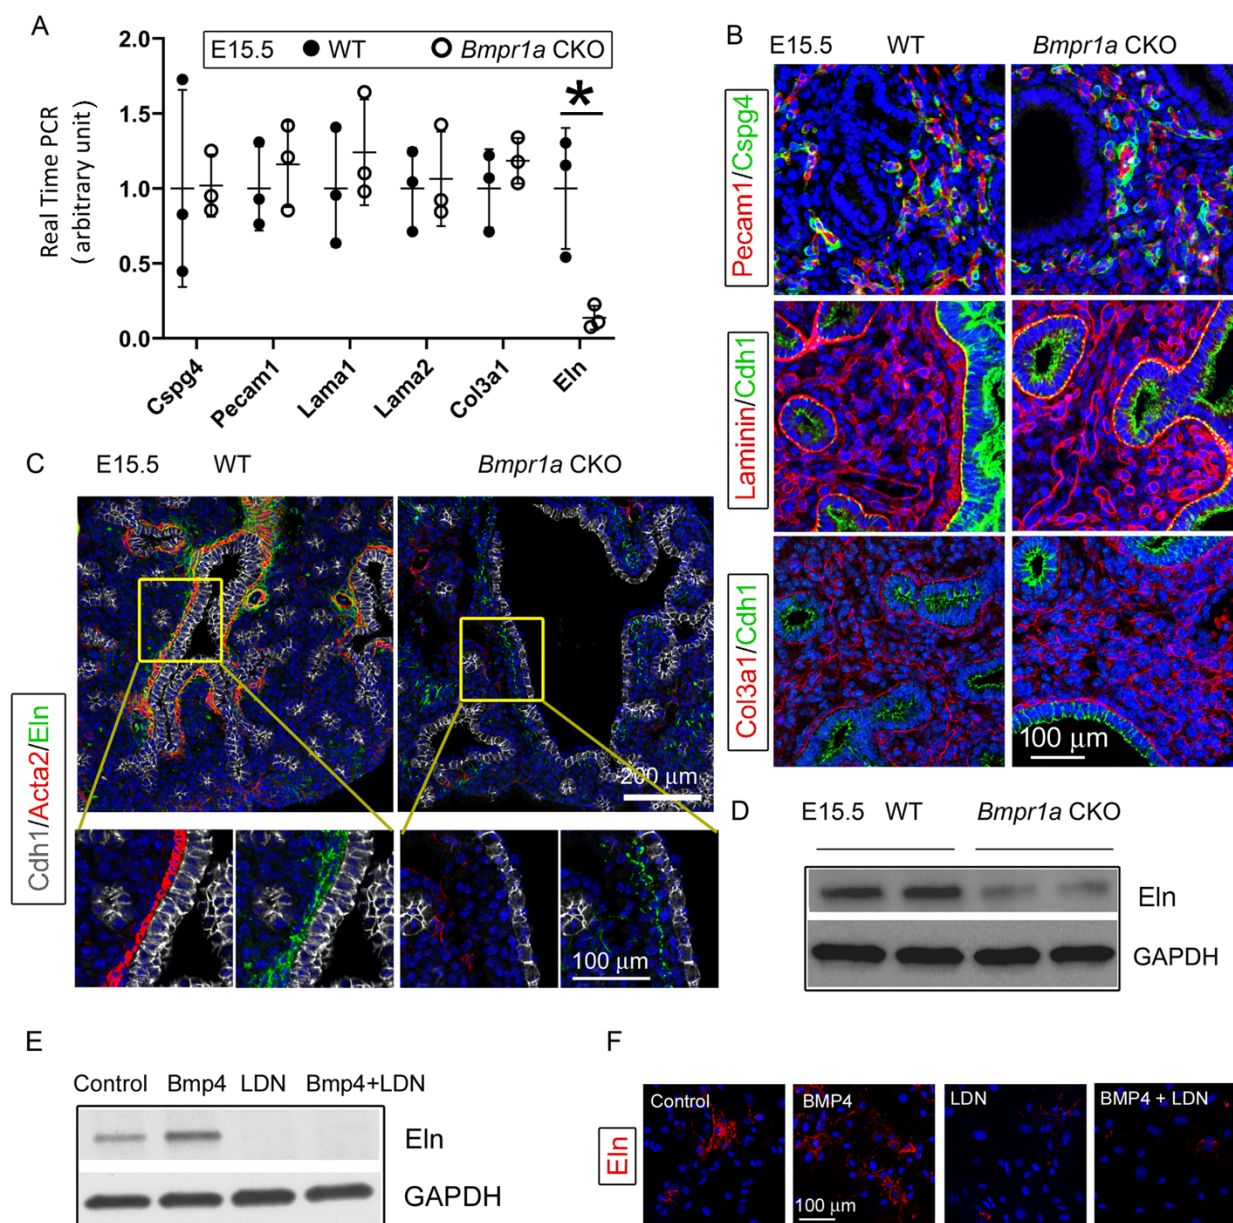 A
E15.5 WT Bmpr1a CKO
Real Time PCR
( arbitrary unit)
2.0
1.5
1.0
0.5
0.0
*
Cspg4
Pecam1
Lama1
Lama2
Col3a1
Eln
B
E15.5 WT Bmpr1a CKO
Pecam1/Cspg4
Laminin/Cdh1
Col3a1/Cdh1
100 μm
C
E15.5 WT Bmpr1a CKO
Cdh1/Acta2/Eln
200 μm
100 μm
D
E15.5 WT Bmpr1a CKO
Eln
GAPDH
E
Control Bmp4 LDN Bmp4+LDN
Eln
GAPDH
F
Eln
Control BMP4 LDN BMP4 + LDN
100 μm